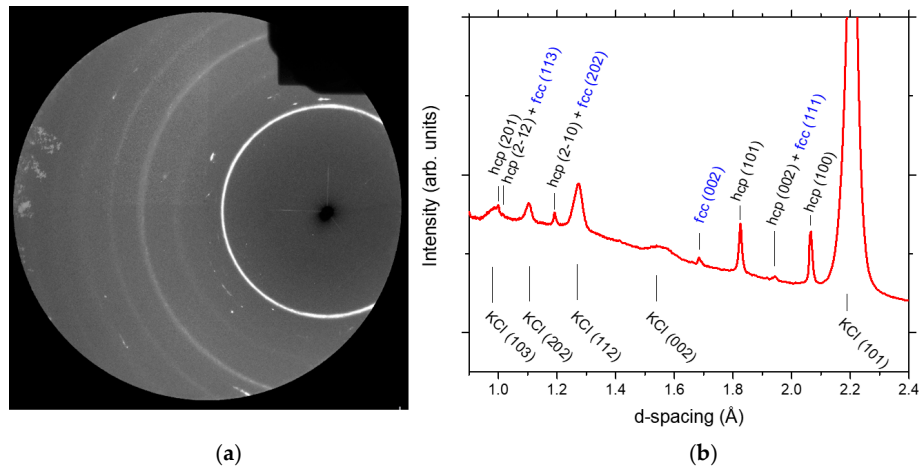 Intensity (arb. units)
hcp (201)
hcp (2-12) + fcc (113)
hcp (2-10) + fcc (202)
fcc (002)
hcp (101)
hcp (002) + fcc (111)
hcp (100)
KCl (103)
KCl (202)
KCl (112)
KCl (002)
KCl (101)
1.0 1.2 1.4 1.6 1.8 2.0 2.2 2.4
d-spacing (Å)
(a) (b)